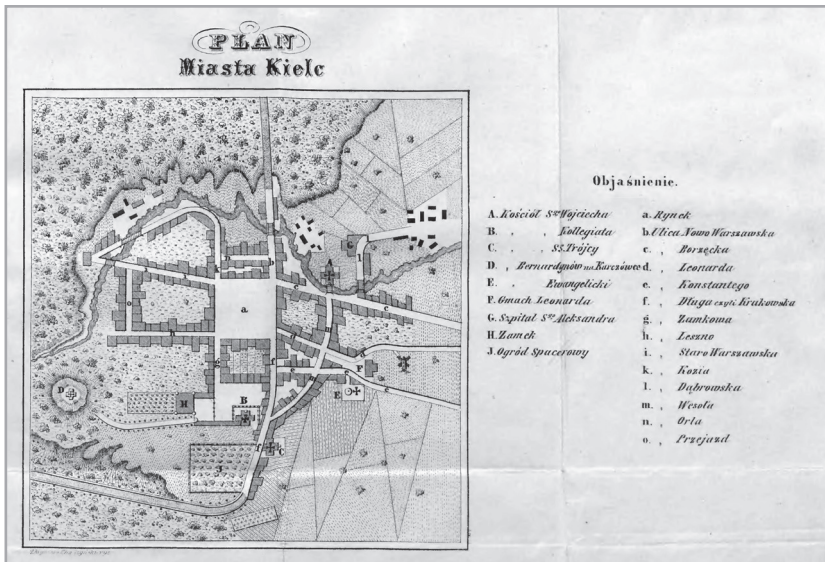 PLAN
Miasta Kielc
Objaśnienie.
A. Kościół Sgo Wojciecha
B. , , Kollegiata
C. , , SS. Trójcy
D. , Bernardynów na Karczówce
E. , Ewangelicki
F. Gmach Leonarda
G. Szpital Sgo Aleksandra
H. Zamek
J. Ogród Spacerowy
a. Rynek
b. Ulica Nowo Warszawska
c. , Borzęcka
d. , Leonarda
e. , Konstantego
f. , Długa czyli Krakowska
g. , Zamkowa
h. , Leszno
i. , Staro Warszawska
k. , Kozia
l. , Dąbrowska
m. , Wesoła
n. , Orla
o. , Przejazd
G
A
l
n
b
k
i
c
c
a
m
o
h
g
f
d
e
F
e
e
E
D
H
B
C
f
J